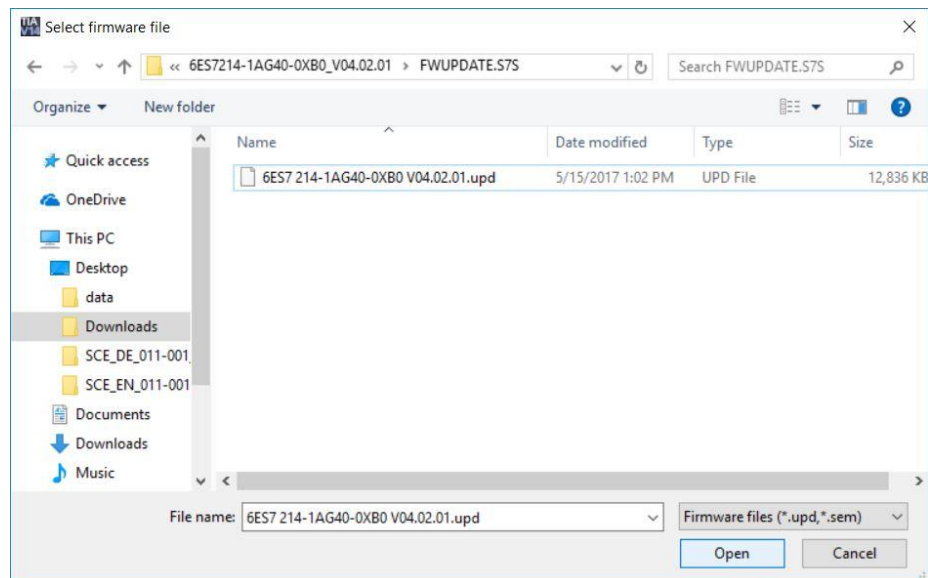 TIA V14 Select firmware file
« 6ES7214-1AG40-0XB0_V04.02.01 > FWUPDATE.S7S Search FWUPDATE.S7S
Organize New folder ?
Name Date modified Type Size
6ES7 214-1AG40-0XB0 V04.02.01.upd 5/15/2017 1:02 PM UPD File 12,836 KB
Quick access
OneDrive
This PC
Desktop
data
Downloads
SCE_DE_011-001_
SCE_EN_011-001
Documents
Downloads
Music
File name: 6ES7 214-1AG40-0XB0 V04.02.01.upd Firmware files (*.upd,*.sem)
Open Cancel